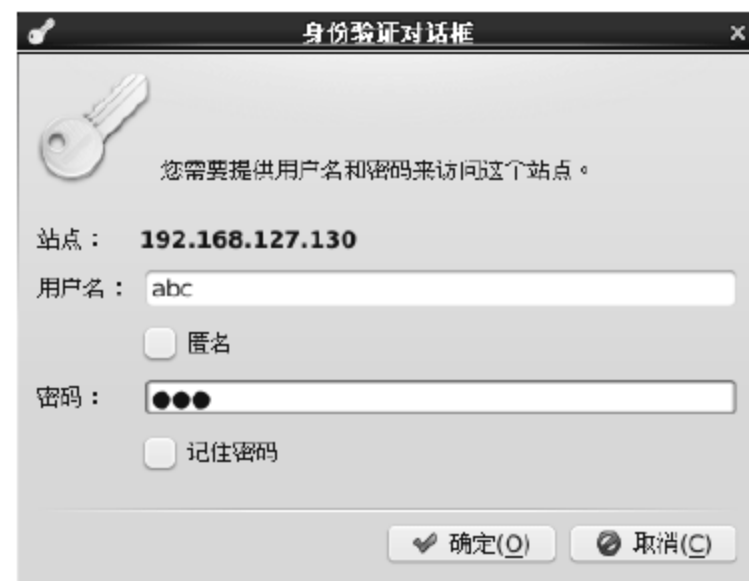 身份验证对话框
您需要提供用户名和密码来访问这个站点。
站点： 192.168.127.130
用户名： abc
匿名
密码： ●●●
记住密码
确定(O) 取消(C)